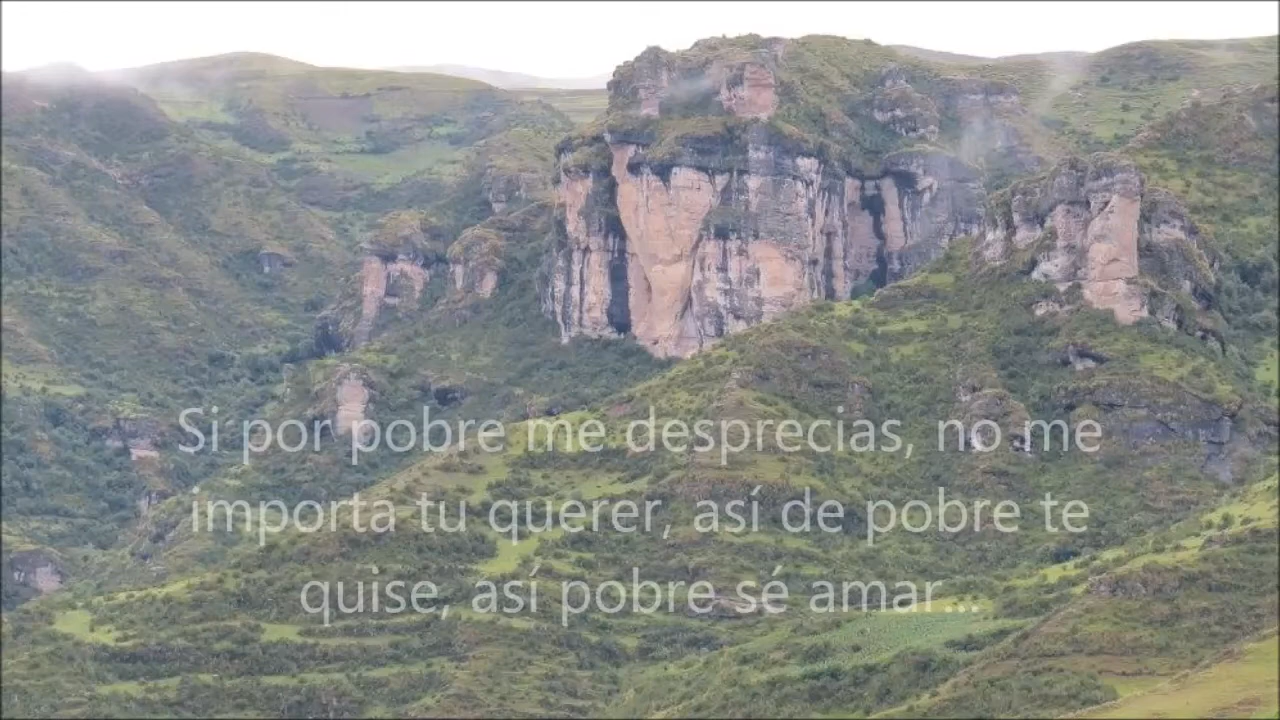 Si por pobre me desprecias, no me
importa tu querer, así de pobre te
quise, así pobre sé amar...